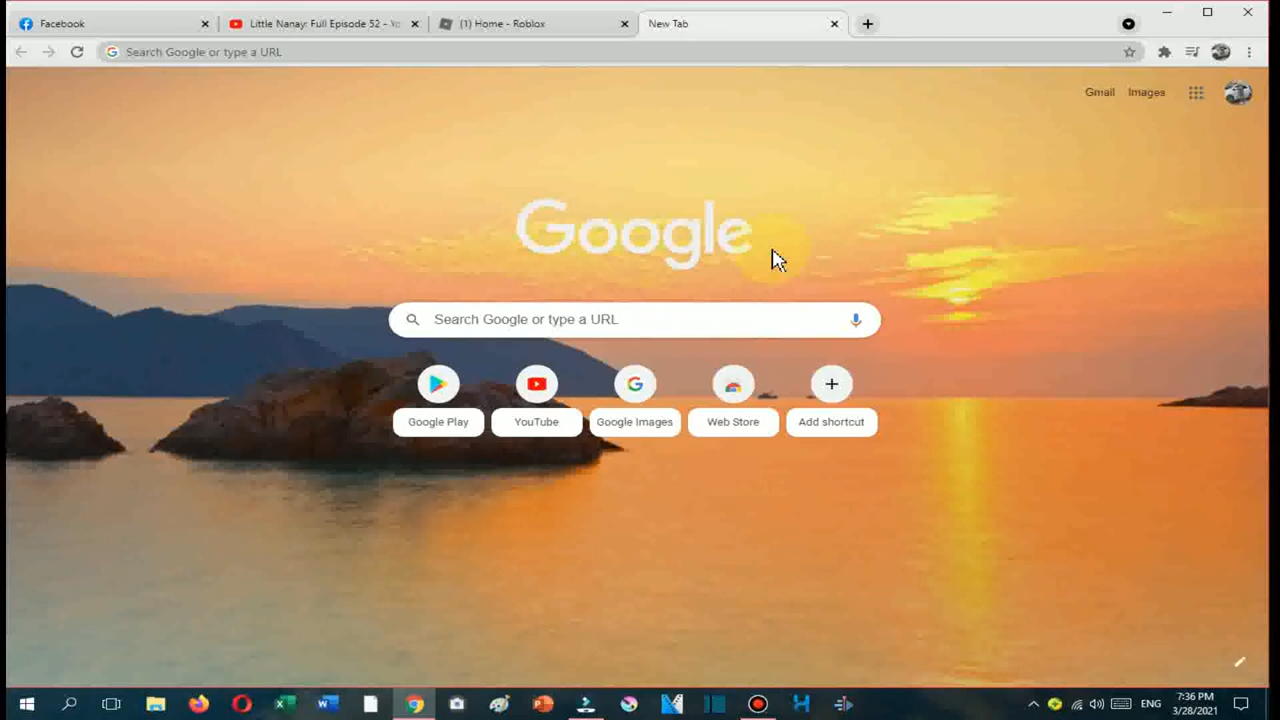 Facebook
Little Nanay: Full Episode 52 - Yo
(1) Home - Roblox
New Tab
Search Google or type a URL
Gmail Images
Google
Search Google or type a URL
Google Play
YouTube
Google Images
Web Store
Add shortcut
ENG
7:36 PM
3/28/2021